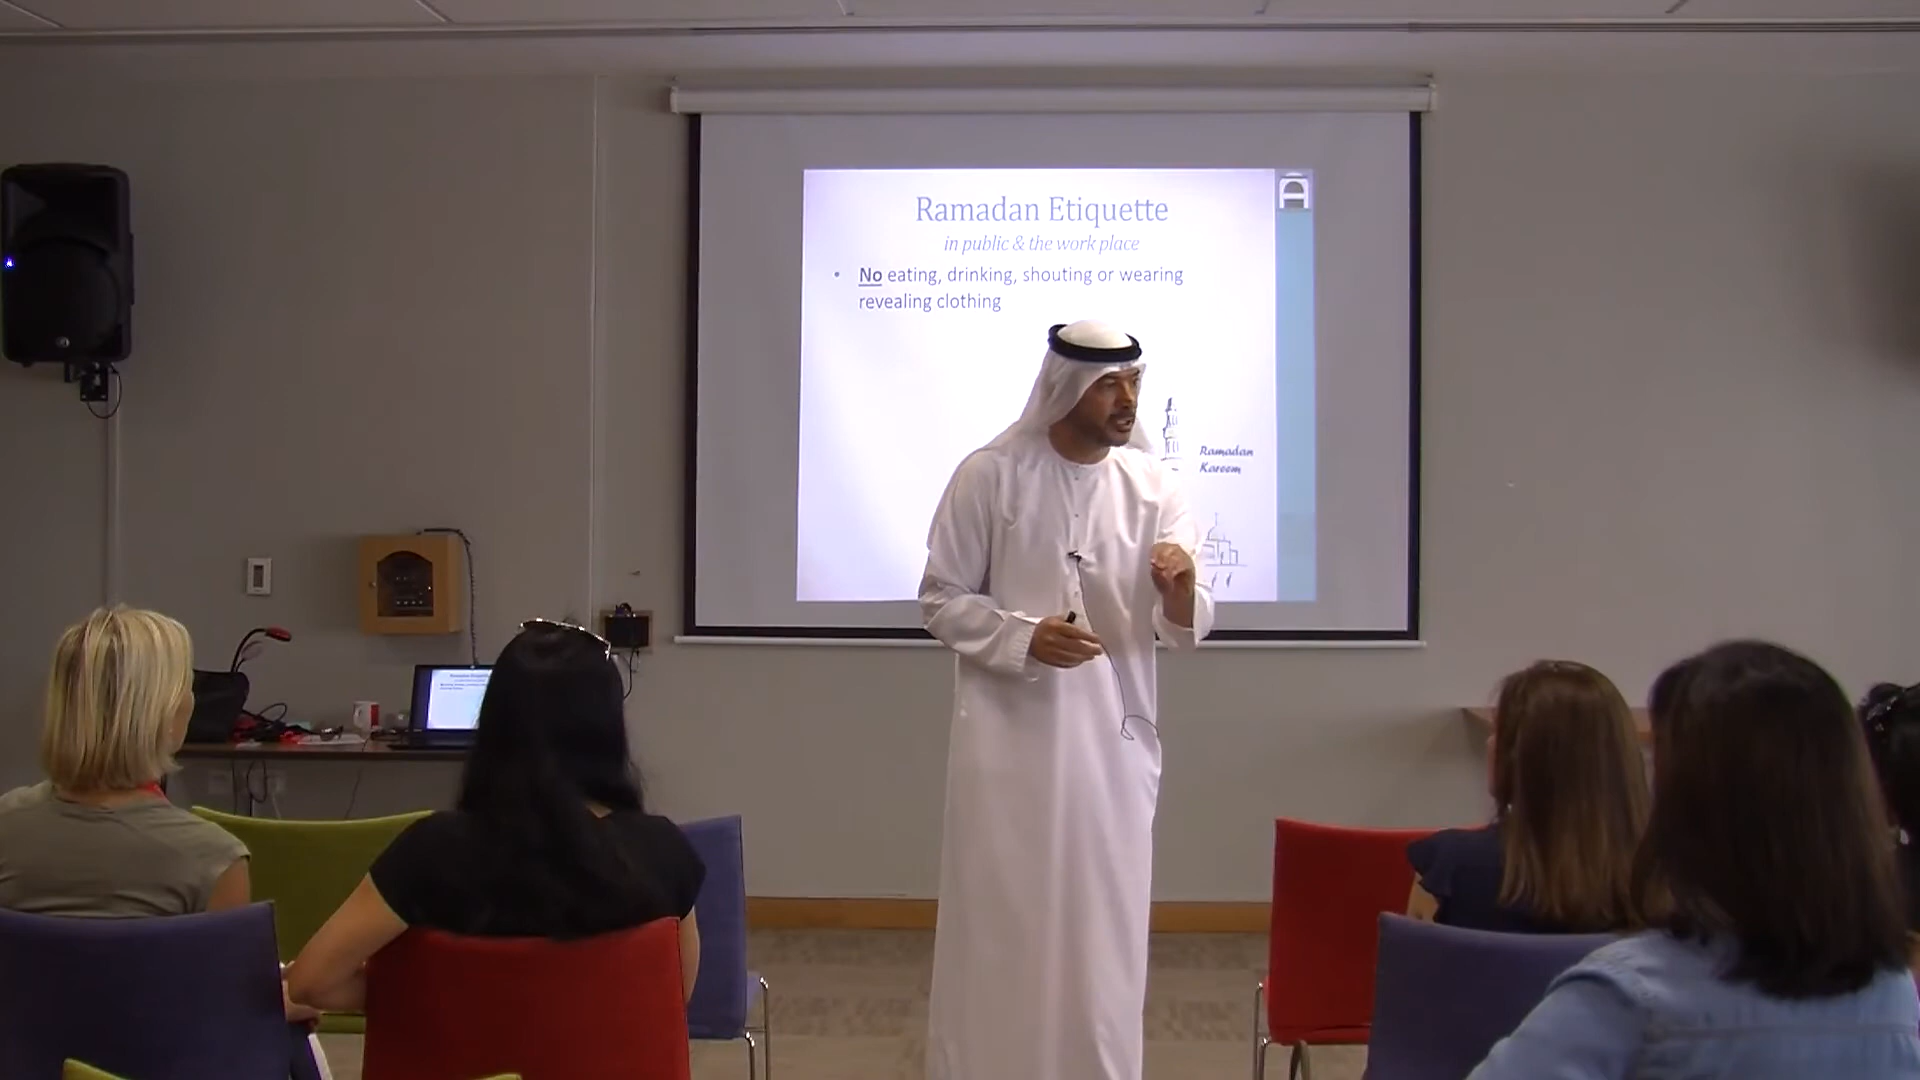 Ramadan Etiquette
in public & the work place
• No eating, drinking, shouting or wearing
revealing clothing
Ramadan
Kareem